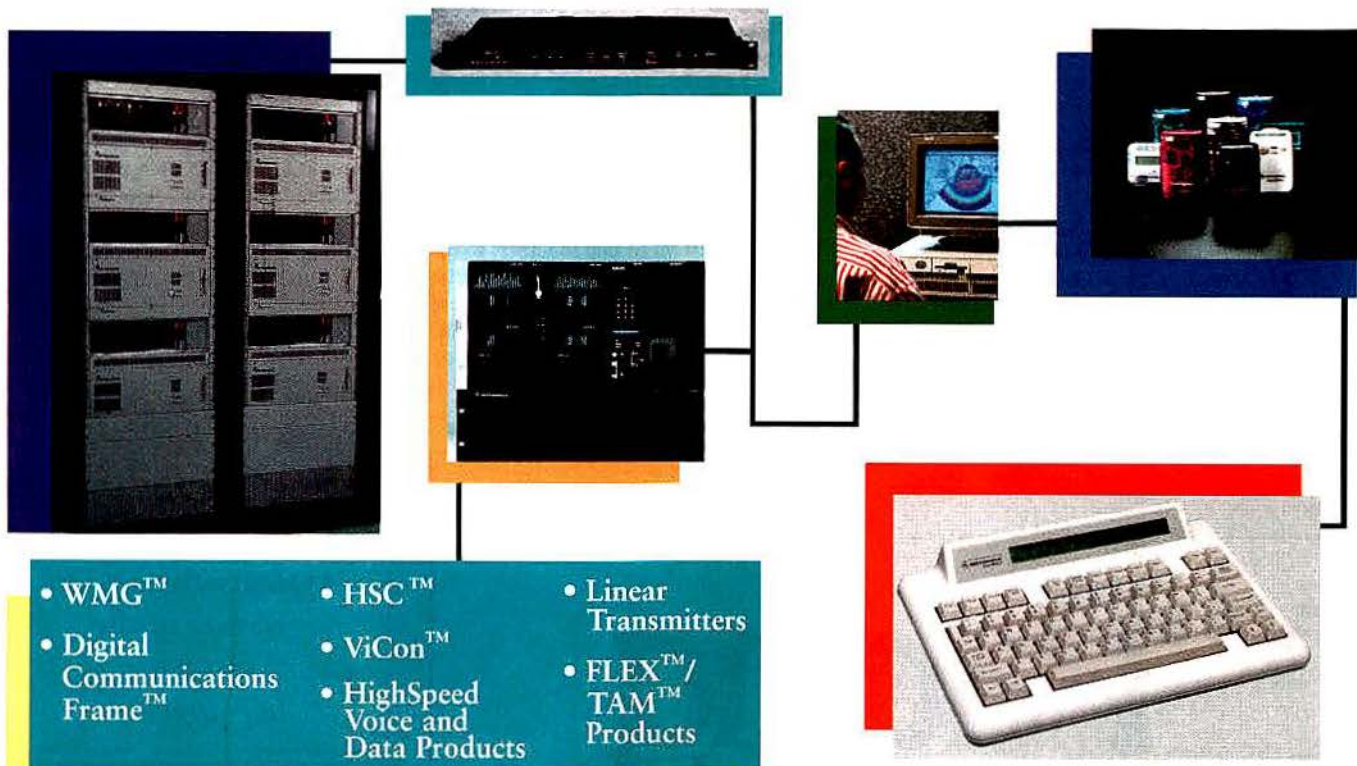 • WMG™
• Digital
Communications
Frame™
• HSC™
• ViCon™
• HighSpeed
Voice and
Data Products
• Linear
Transmitters
• FLEX™/
TAM™
Products